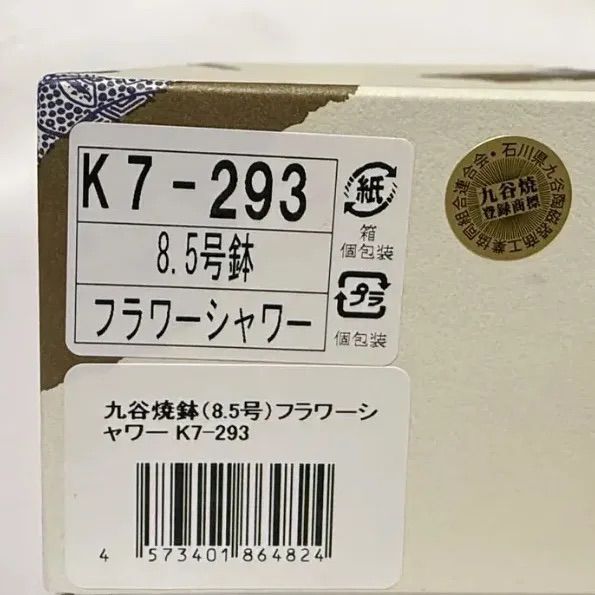 K7-293
8.5号鉢
フラワーシャワー
紙
箱
個包装
プラ
個包装
石川県九谷陶磁器商工業協同組合連合会・
九谷焼
登録商標
九谷焼鉢(8.5号)フラワーシ
ャワー K7-293
4 573401 864824